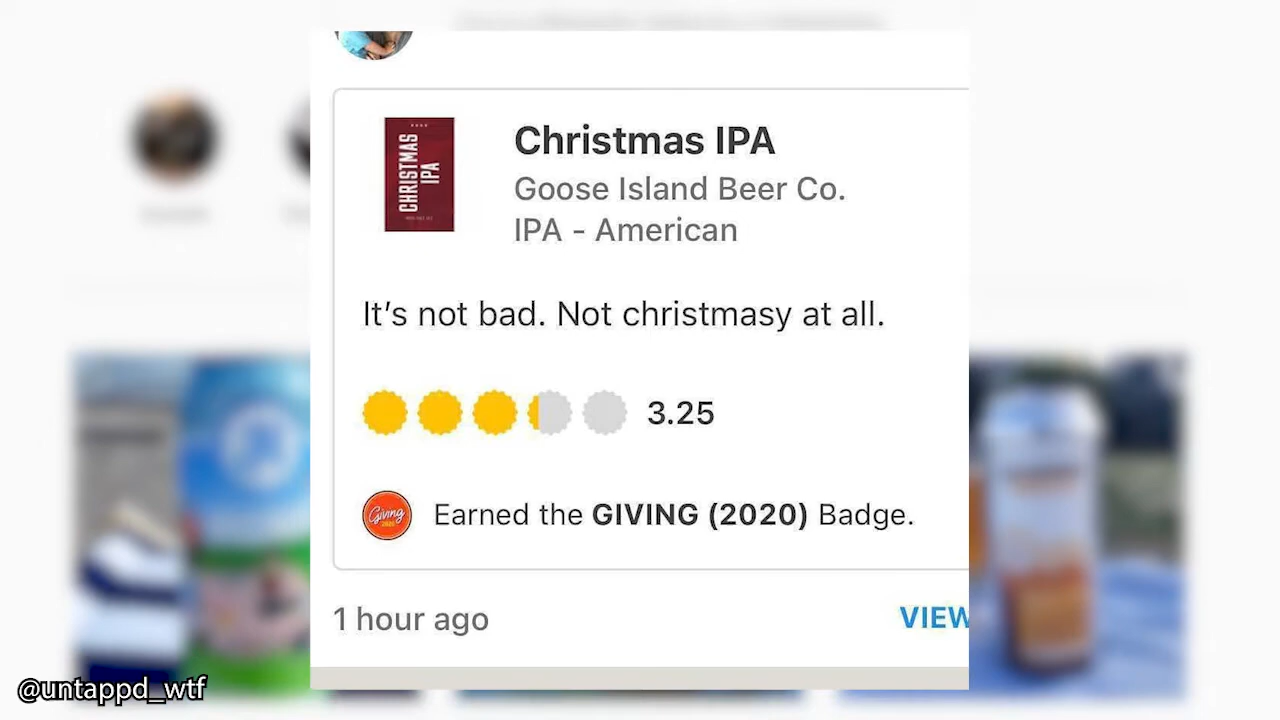 CHRISTMAS
IPA
Christmas IPA
Goose Island Beer Co.
IPA - American
It's not bad. Not christmasy at all.
3.25
Giving
2020
Earned the GIVING (2020) Badge.
1 hour ago
VIEW
@untappd_wtf